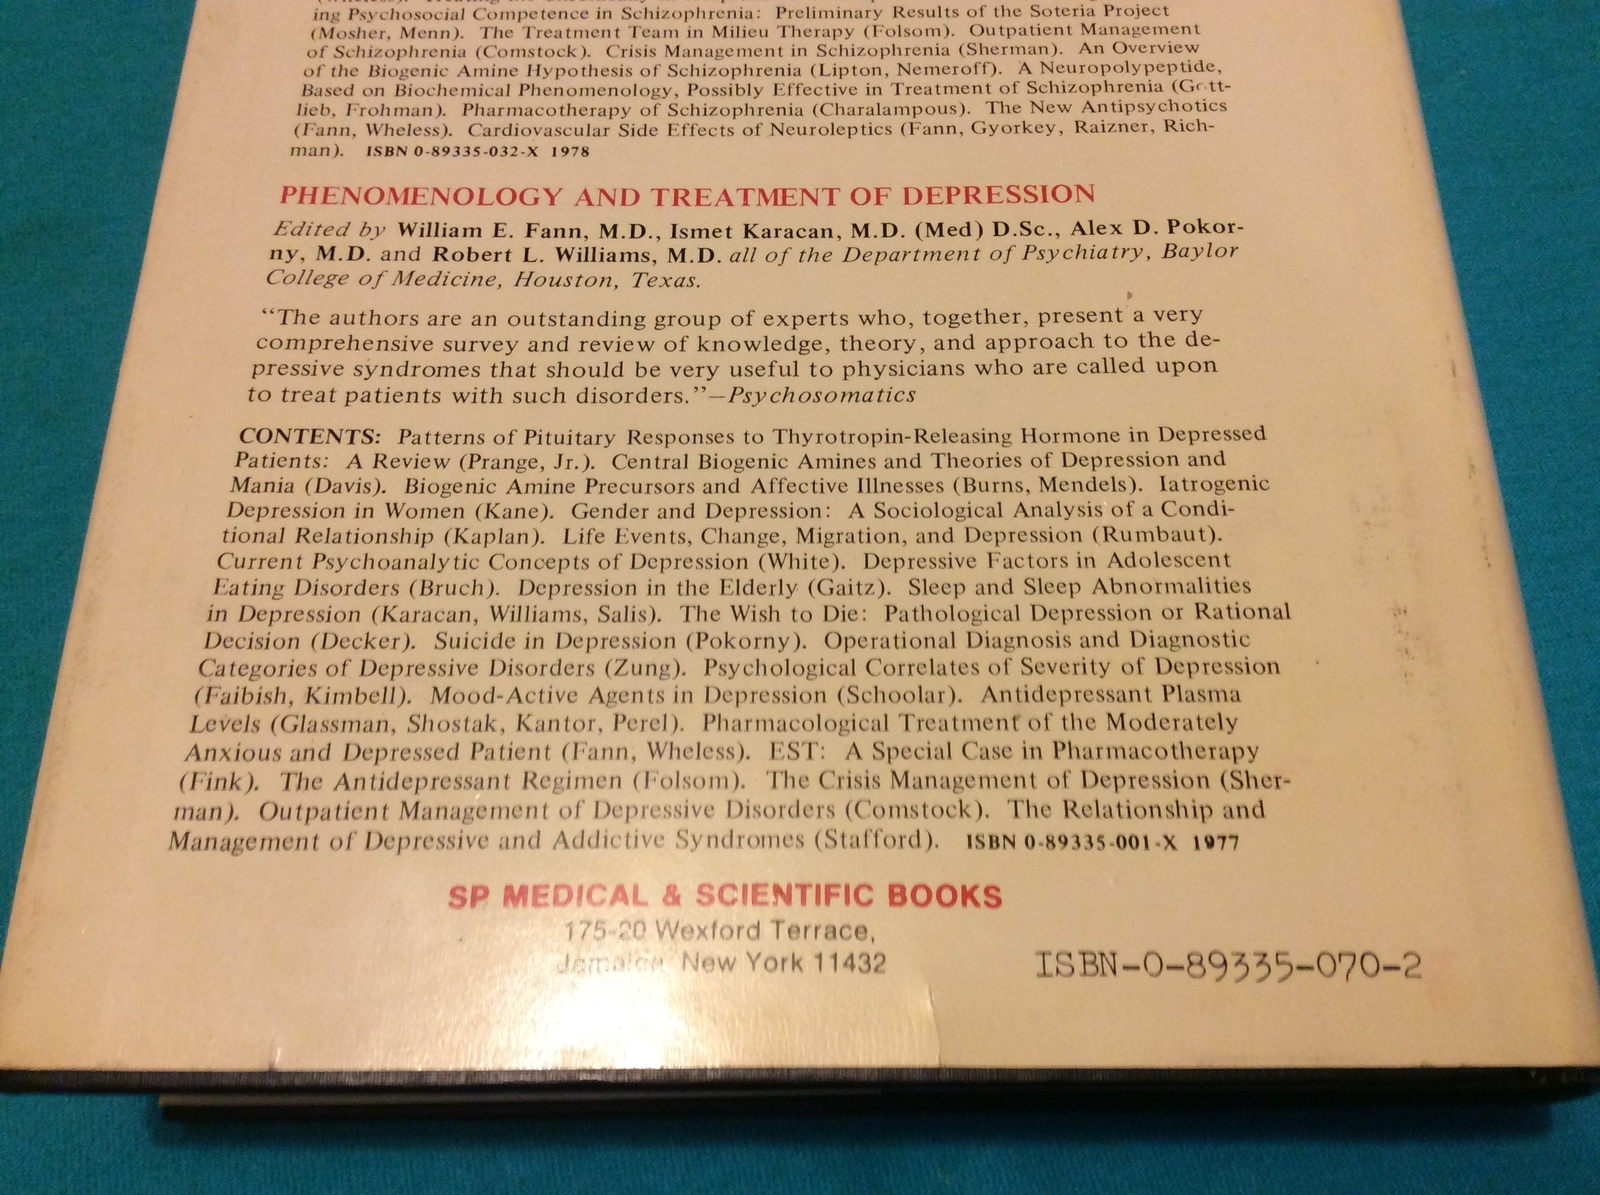 ing Psychosocial Competence in Schizophrenia: Preliminary Results of the Soteria Project
(Mosher, Menn). The Treatment Team in Milieu Therapy (Folsom). Outpatient Management
of Schizophrenia (Comstock). Crisis Management in Schizophrenia (Sherman). An Overview
of the Biogenic Amine Hypothesis of Schizophrenia (Lipton, Nemeroff). A Neuropolypeptide,
Based on Biochemical Phenomenology, Possibly Effective in Treatment of Schizophrenia (Gott-
lieb, Frohman). Pharmacotherapy of Schizophrenia (Charalampous). The New Antipsychotics
(Fann, Wheless). Cardiovascular Side Effects of Neuroleptics (Fann, Gyorkey, Raizner, Rich-
man). ISBN 0-89335-032-X 1978
PHENOMENOLOGY AND TREATMENT OF DEPRESSION
Edited by William E. Fann, M.D., Ismet Karacan, M.D. (Med) D.Sc., Alex D. Pokor-
ny, M.D. and Robert L. Williams, M.D. all of the Department of Psychiatry, Baylor
College of Medicine, Houston, Texas.
“The authors are an outstanding group of experts who, together, present a very
comprehensive survey and review of knowledge, theory, and approach to the de-
pressive syndromes that should be very useful to physicians who are called upon
to treat patients with such disorders.”—Psychosomatics
CONTENTS: Patterns of Pituitary Responses to Thyrotropin-Releasing Hormone in Depressed
Patients: A Review (Prange, Jr.). Central Biogenic Amines and Theories of Depression and
Mania (Davis). Biogenic Amine Precursors and Affective Illnesses (Burns, Mendels). Iatrogenic
Depression in Women (Kane). Gender and Depression: A Sociological Analysis of a Condi-
tional Relationship (Kaplan). Life Events, Change, Migration, and Depression (Rumbaut).
Current Psychoanalytic Concepts of Depression (White). Depressive Factors in Adolescent
Eating Disorders (Bruch). Depression in the Elderly (Gaitz). Sleep and Sleep Abnormalities
in Depression (Karacan, Williams, Salis). The Wish to Die: Pathological Depression or Rational
Decision (Decker). Suicide in Depression (Pokorny). Operational Diagnosis and Diagnostic
Categories of Depressive Disorders (Zung). Psychological Correlates of Severity of Depression
(Faibish, Kimbell). Mood-Active Agents in Depression (Schoolar). Antidepressant Plasma
Levels (Glassman, Shostak, Kantor, Perel). Pharmacological Treatment of the Moderately
Anxious and Depressed Patient (Fann, Wheless). EST: A Special Case in Pharmacotherapy
(Fink). The Antidepressant Regimen (Folsom). The Crisis Management of Depression (Sher-
man). Outpatient Management of Depressive Disorders (Comstock). The Relationship and
Management of Depressive and Addictive Syndromes (Stafford). ISBN 0-89335-001-X 1977
SP MEDICAL & SCIENTIFIC BOOKS
175-20 Wexford Terrace,
Jamaica, New York 11432
ISBN-0-89335-070-2